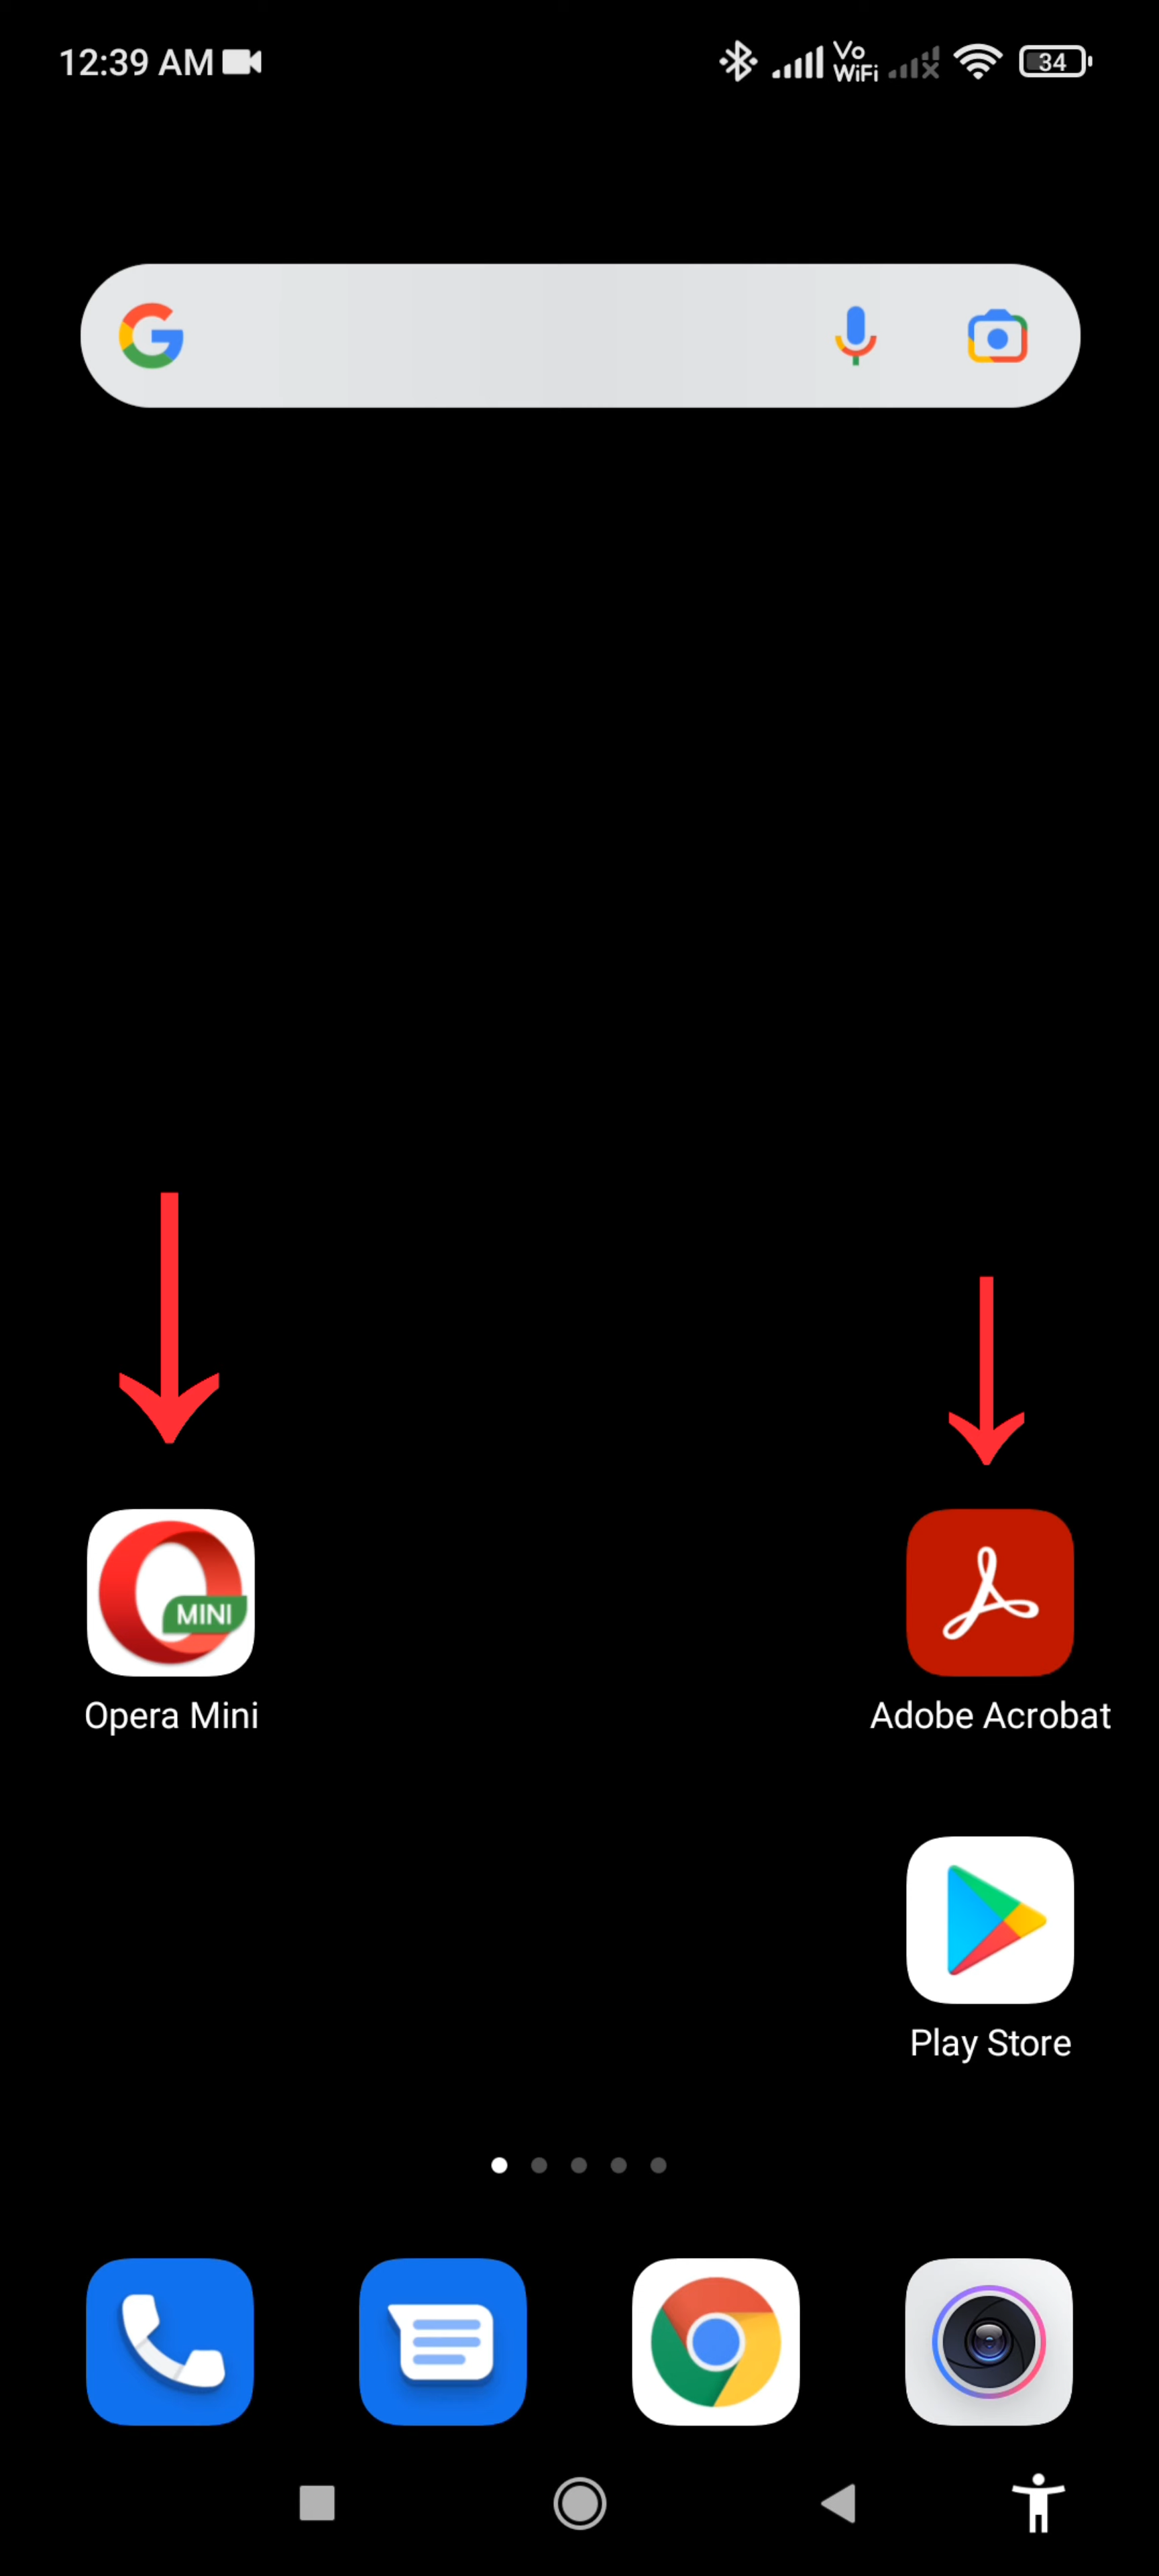 12:39 AM
Vo
WiFi
34
MINI
Opera Mini
Adobe Acrobat
Play Store